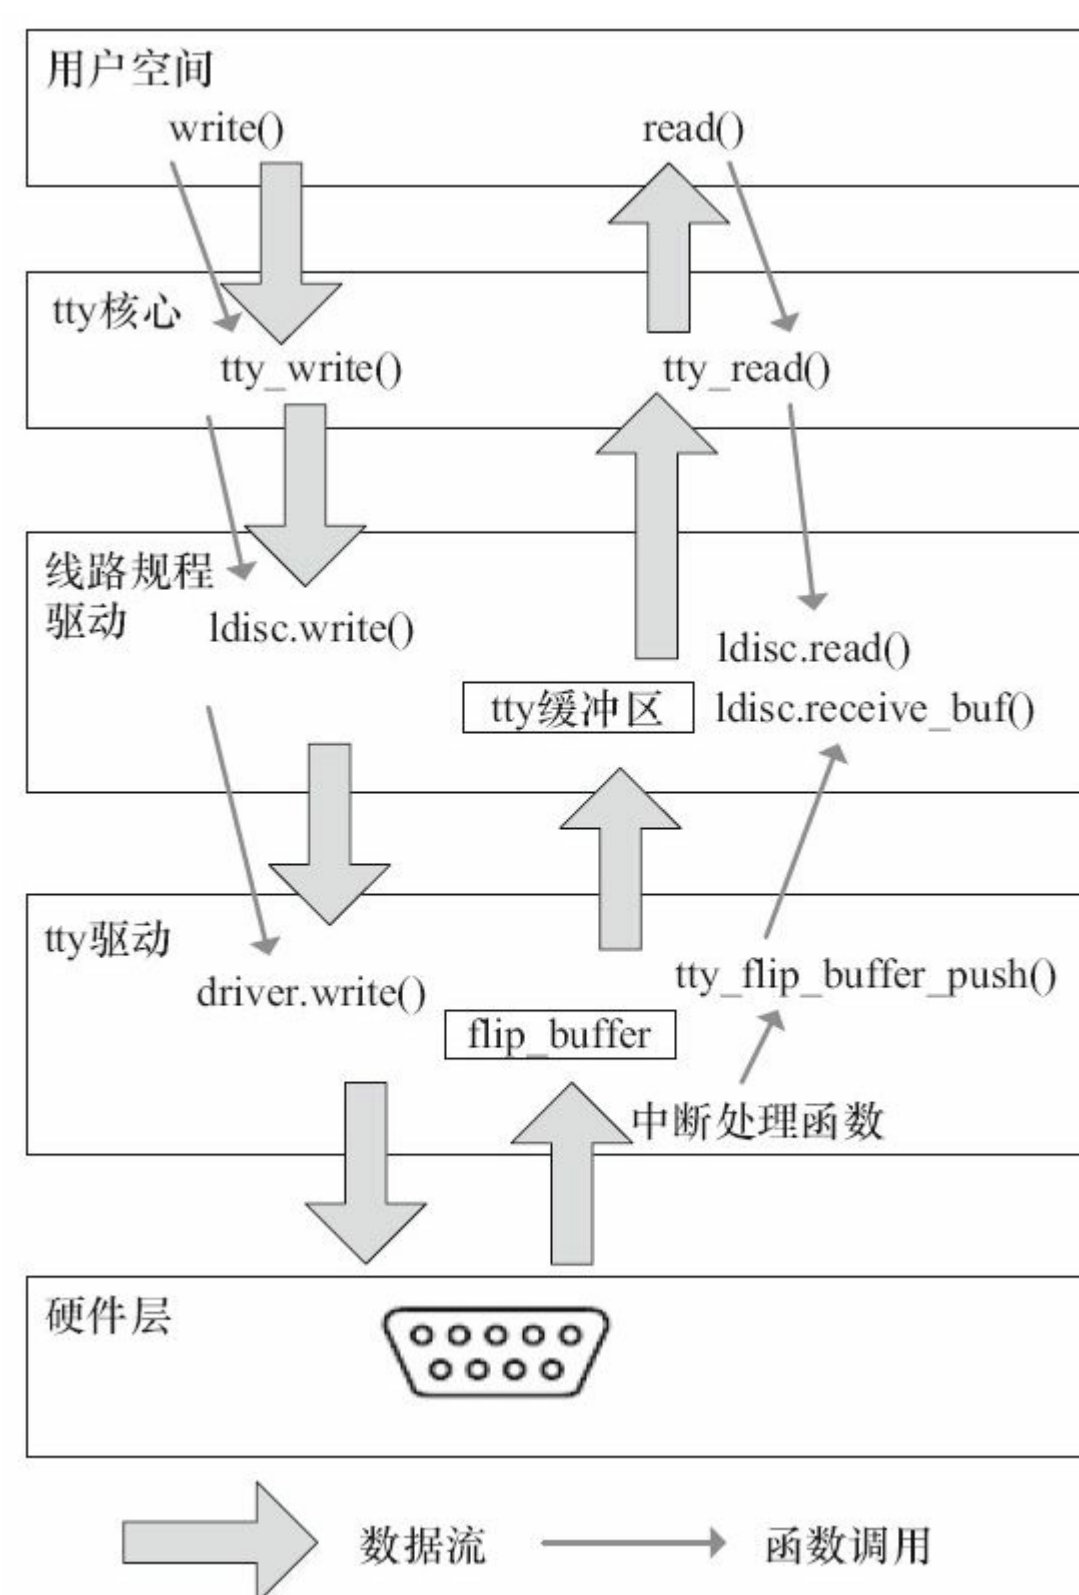 用户空间
write() read()
tty核心
tty_write() tty_read()
线路规程
驱动
ldisc.write()
ldisc.read()
tty缓冲区 ldisc.receive_buf()
tty驱动
driver.write() tty_flip_buffer_push()
flip_buffer
中断处理函数
硬件层
数据流 函数调用